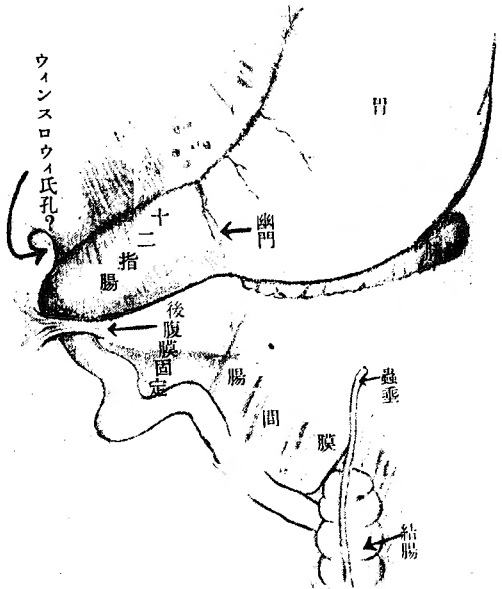 ウィンスロウィ氏孔?
胃
幽門
十二指腸
後腹膜固定
腸間膜
蟲垂
結腸